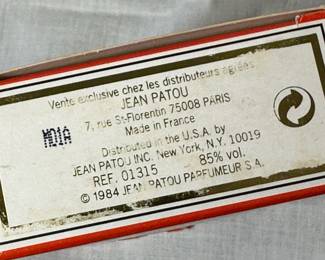 Vente exclusive chez les distributeurs agréés
JEAN PATOU
7, rue St-Florentin 75008 PARIS
Made in France
Distributed in the U.S.A. by
JEAN PATOU INC. New York, N.Y. 10019
REF. 01315 85% vol.
© 1984 JEAN PATOU PARFUMEUR S.A.
MD1A